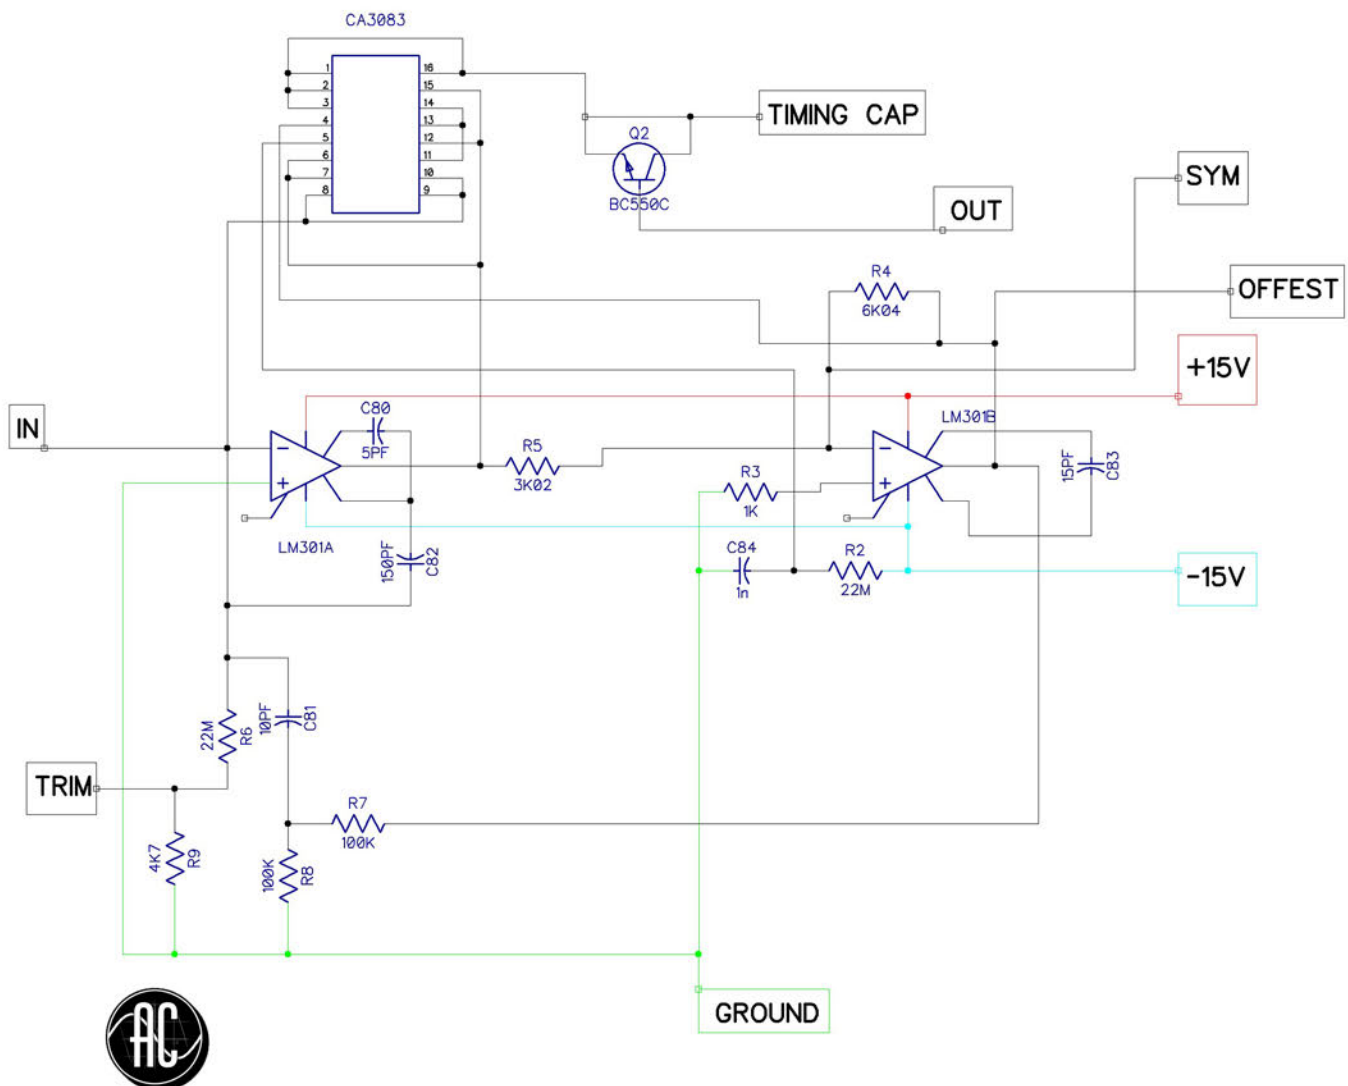 CA3083
1 16
2 15
3 14
4 13
5 12
6 11
7 10
8 9
TIMING CAP
Q2
BC550C
SYM
OUT
R4
6K04
OFFEST
+15V
IN
C80
5PF
LM301A
R5
3K02
LM301B
R3
1K
15PF
C83
150PF
C82
C84
1n
R2
22M
-15V
22M
R6
10PF
C81
TRIM
R7
100K
4K7
R9
100K
R8
GROUND
AC